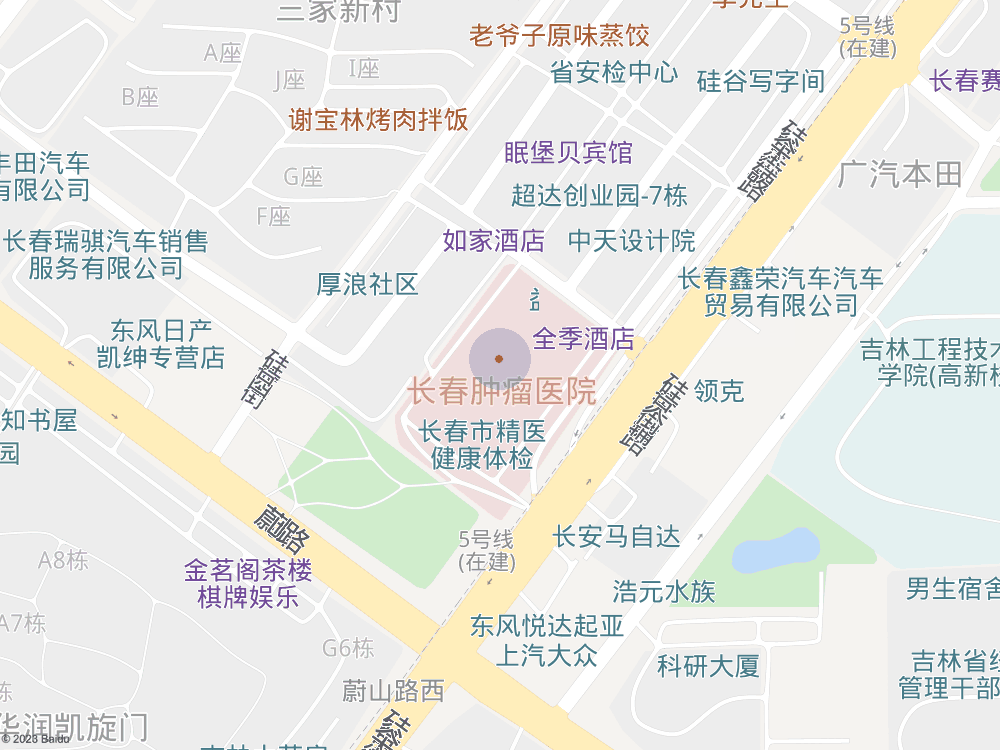 三家新村
李先生
5号线
(在建)
老爷子原味蒸饺
A座
J座
I座
省安检中心
硅谷写字间
长春赛
B座
谢宝林烤肉拌饭
眠堡贝宾馆
丰田汽车
有限公司
广汽本田
G座
超达创业园-7栋
F座
长春瑞骐汽车销售
服务有限公司
如家酒店
中天设计院
厚浪社区
长春鑫荣汽车汽车
贸易有限公司
东风日产
凯绅专营店
全季酒店
吉林工程技术
学院(高新校
长春肿瘤医院
领克
知书屋
园
长春市精医
健康体检
蔚山路
5号线
(在建)
长安马自达
A8栋
金茗阁茶楼
棋牌娱乐
浩元水族
男生宿舍
A7栋
东风悦达起亚
上汽大众
G6栋
科研大厦
吉林省经
管理干部
栋
蔚山路西
华润凯旋门
© 2023 Baidu